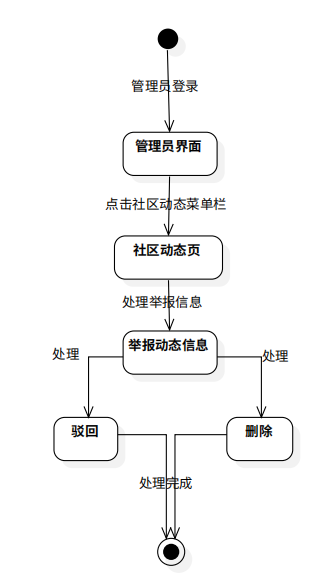 管理员登录
管理员界面
点击社区动态菜单栏
社区动态页
处理举报信息
举报动态信息
处理
处理
驳回
删除
处理完成